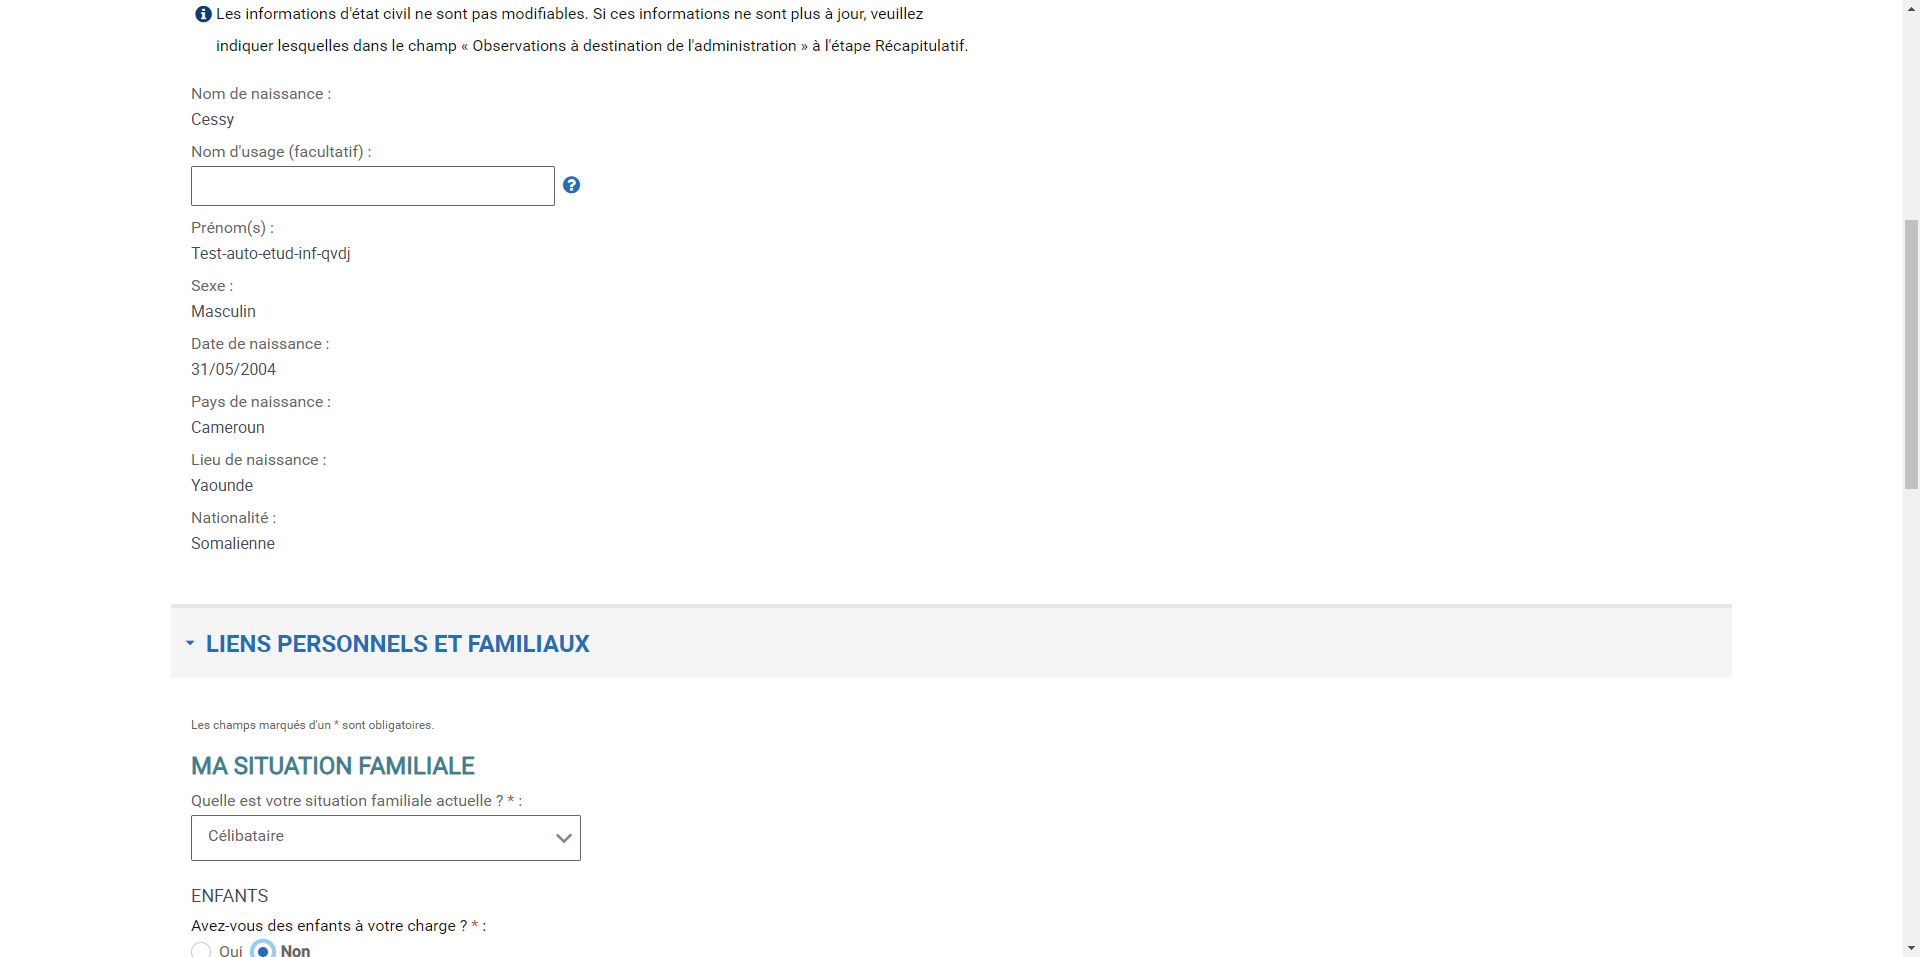 Les informations d'état civil ne sont pas modifiables. Si ces informations ne sont plus à jour, veuillez
indiquer lesquelles dans le champ « Observations à destination de l'administration » à l'étape Récapitulatif.
Nom de naissance :
Cessy
Nom d'usage (facultatif) :
Prénom(s) :
Test-auto-etud-inf-qvdj
Sexe :
Masculin
Date de naissance :
31/05/2004
Pays de naissance :
Cameroun
Lieu de naissance :
Yaounde
Nationalité :
Somalienne
LIENS PERSONNELS ET FAMILIAUX
Les champs marqués d'un * sont obligatoires.
MA SITUATION FAMILIALE
Quelle est votre situation familiale actuelle ? * :
Célibataire
ENFANTS
Avez-vous des enfants à votre charge ? * :
Oui Non